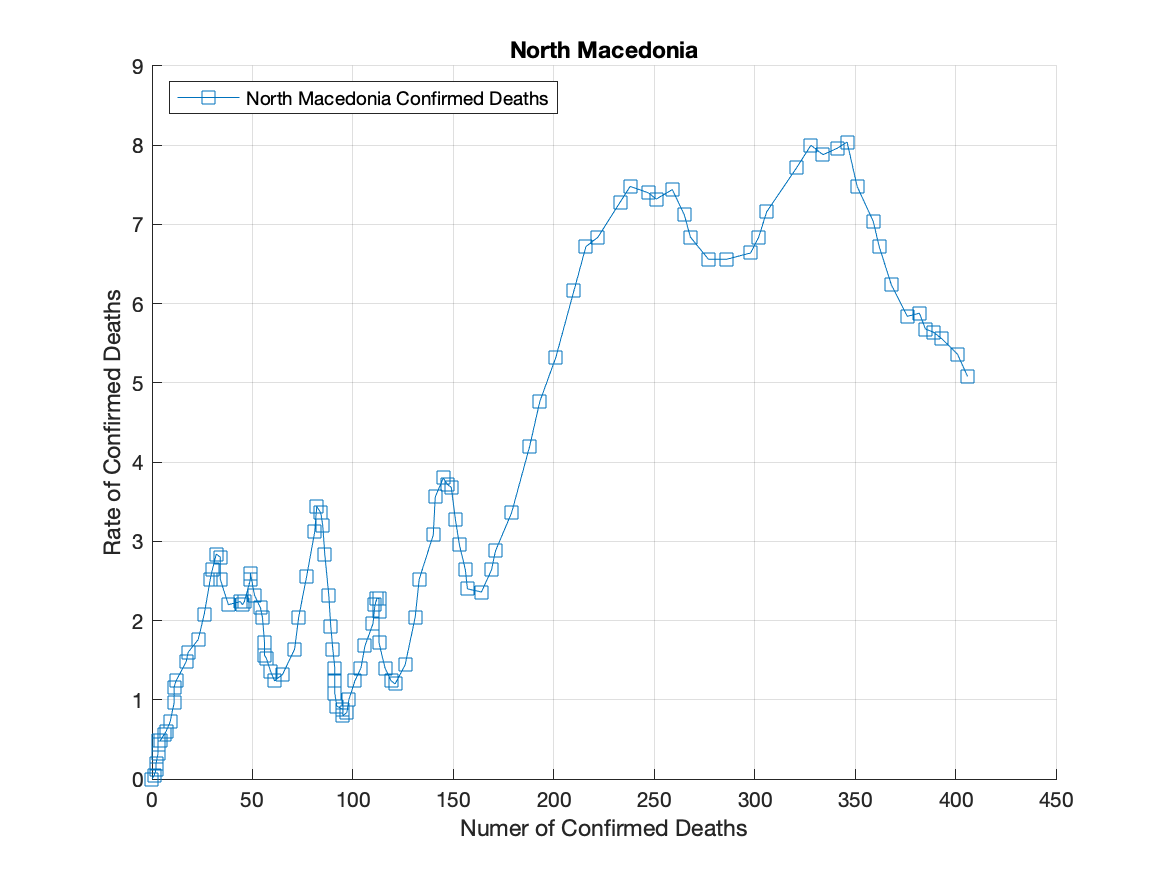 North Macedonia
North Macedonia Confirmed Deaths
9
8
7
6
5
4
3
2
1
0
Rate of Confirmed Deaths
0 50 100 150 200 250 300 350 400 450
Numer of Confirmed Deaths